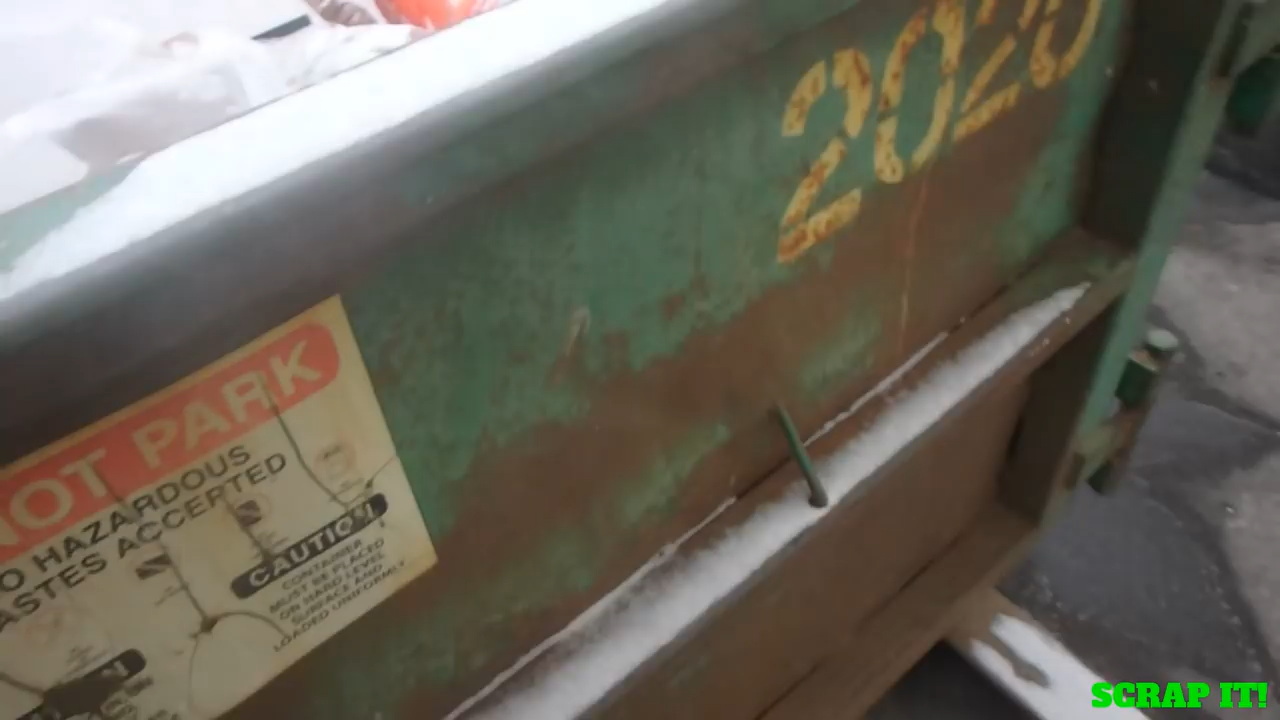 2020
NOT PARK
O HAZARDOUS
ASTES ACCEPTED
CAUTION
CONTAINER
MUST BE PLACED
ON HARD LEVEL
SURFACE AND
LOADED UNIFORMLY
SCRAP IT!